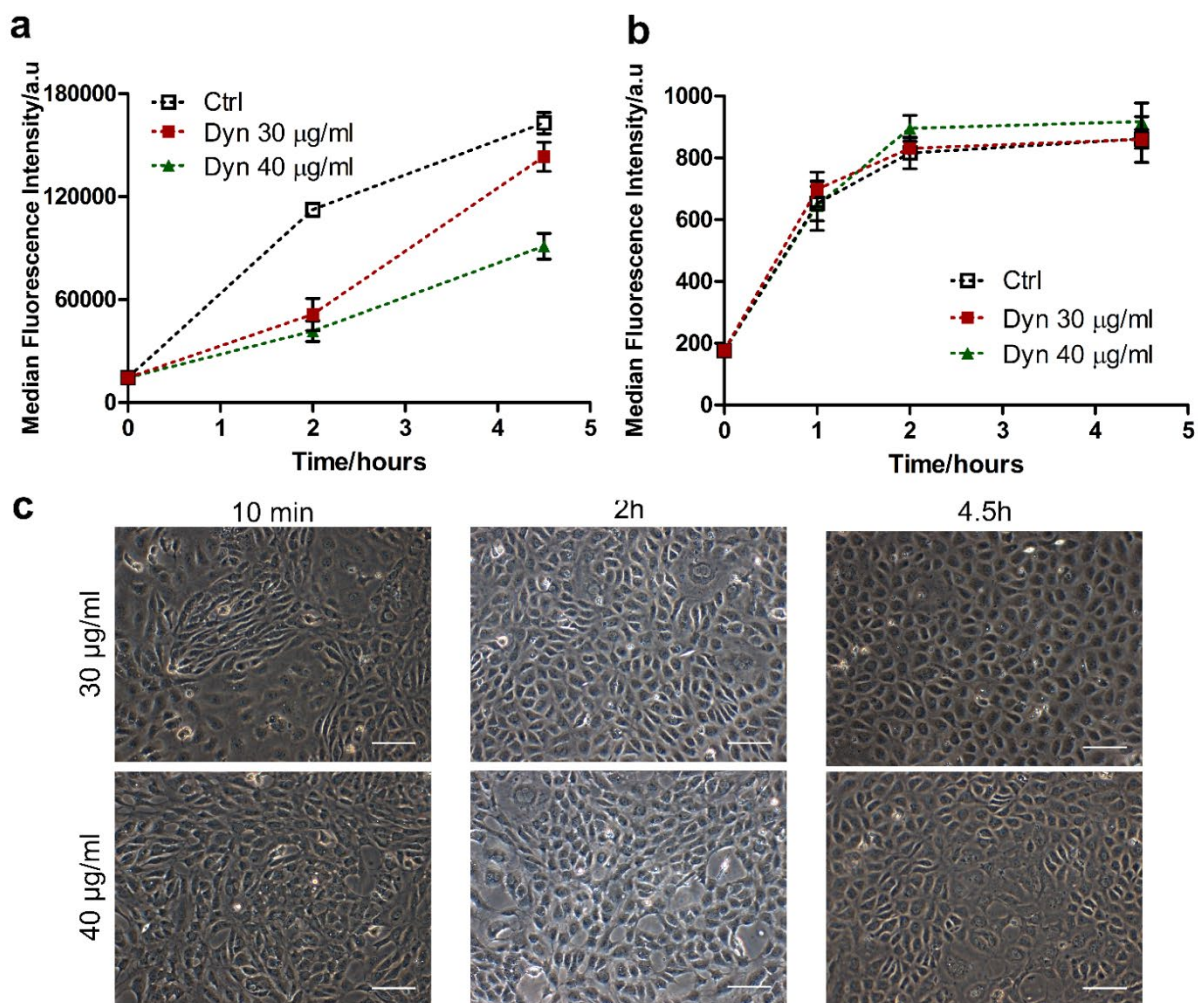 a
Median Fluorescence Intensity/a.u
180000
120000
60000
0
Ctrl
Dyn 30 μg/ml
Dyn 40 μg/ml
0 1 2 3 4 5
Time/hours
b
Median Fluorescence Intensity/a.u
1000
800
600
400
200
0
Ctrl
Dyn 30 μg/ml
Dyn 40 μg/ml
0 1 2 3 4 5
Time/hours
c
10 min 2h 4.5h
30 μg/ml
40 μg/ml